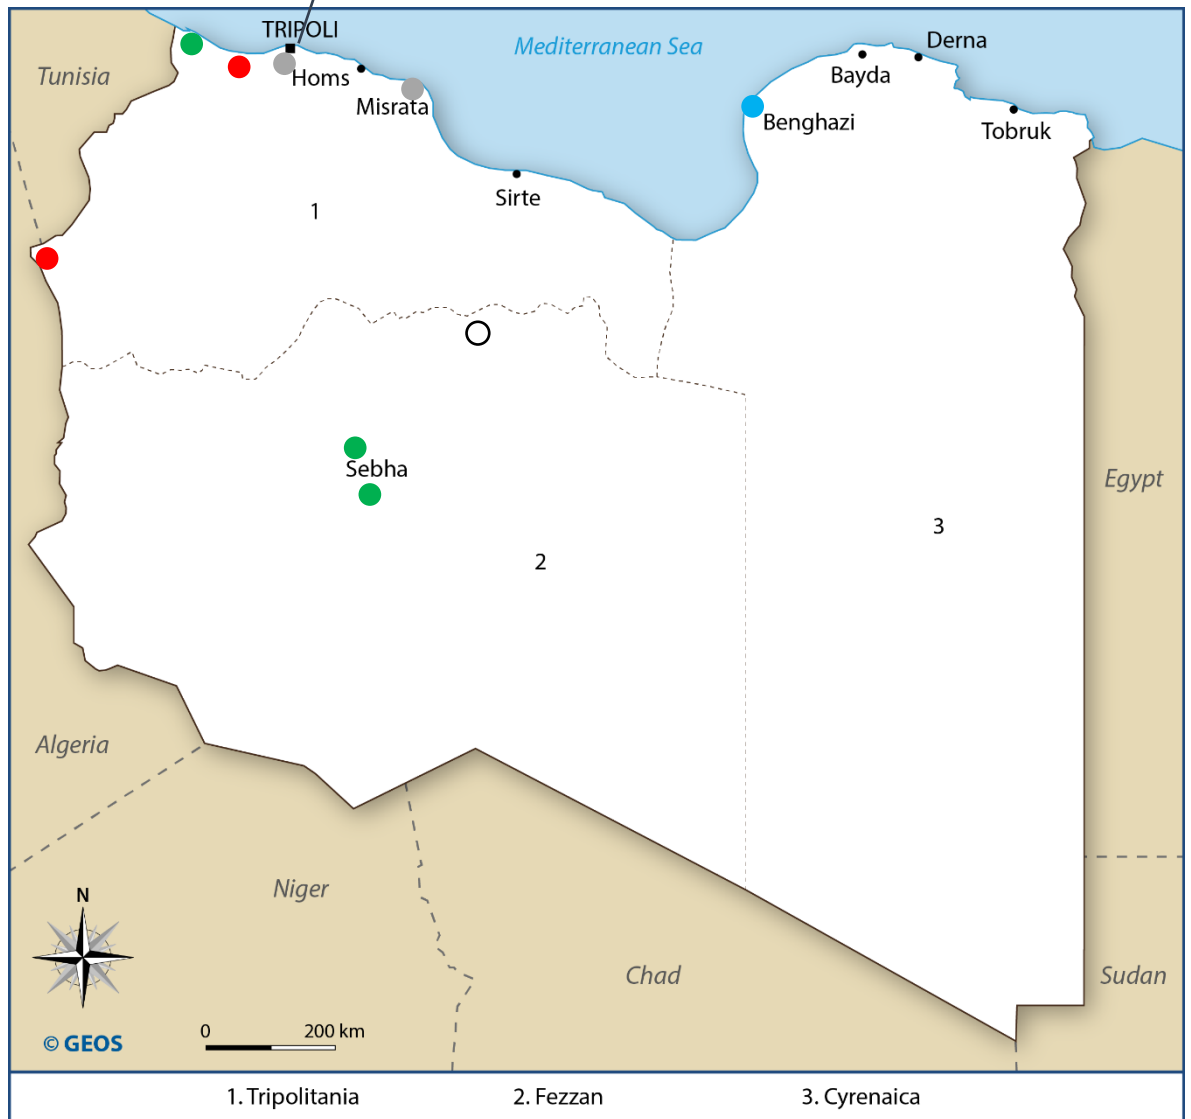 TRIPOLI
Mediterranean Sea
Derna
Tunisia
Homs
Bayda
Misrata
Benghazi
Tobruk
Sirte
1
Sebha
Egypt
3
2
Algeria
Niger
N
Chad
Sudan
0 200 km
© GEOS
1. Tripolitania 2. Fezzan 3. Cyrenaica